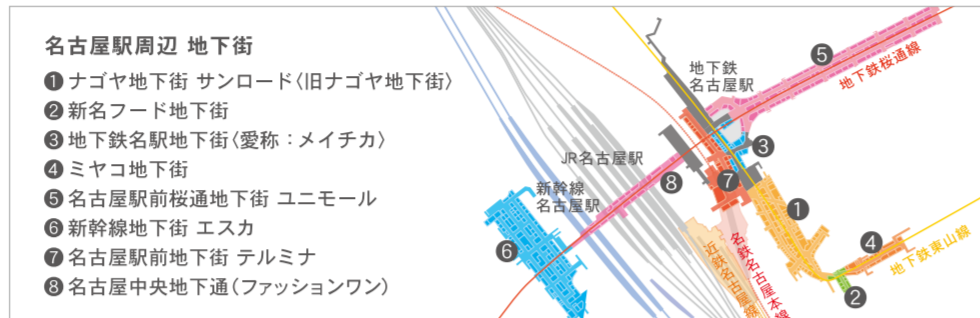 名古屋駅周辺 地下街
❶ナゴヤ地下街 サンロード〈旧ナゴヤ地下街〉
❷新名フード地下街
❸地下鉄名駅地下街〈愛称：メイチカ〉
❹ミヤコ地下街
❺名古屋駅前桜通地下街 ユニモール
❻新幹線地下街 エスカ
❼名古屋駅前地下街 テルミナ
❽名古屋中央地下通（ファッションワン）
❺
地下鉄
名古屋駅
地下鉄桜通線
❸
JR名古屋駅
❽
❼
新幹線
名古屋駅
❶
❻
❹
地下鉄東山線
❷
近鉄名古屋線
名鉄名古屋本線